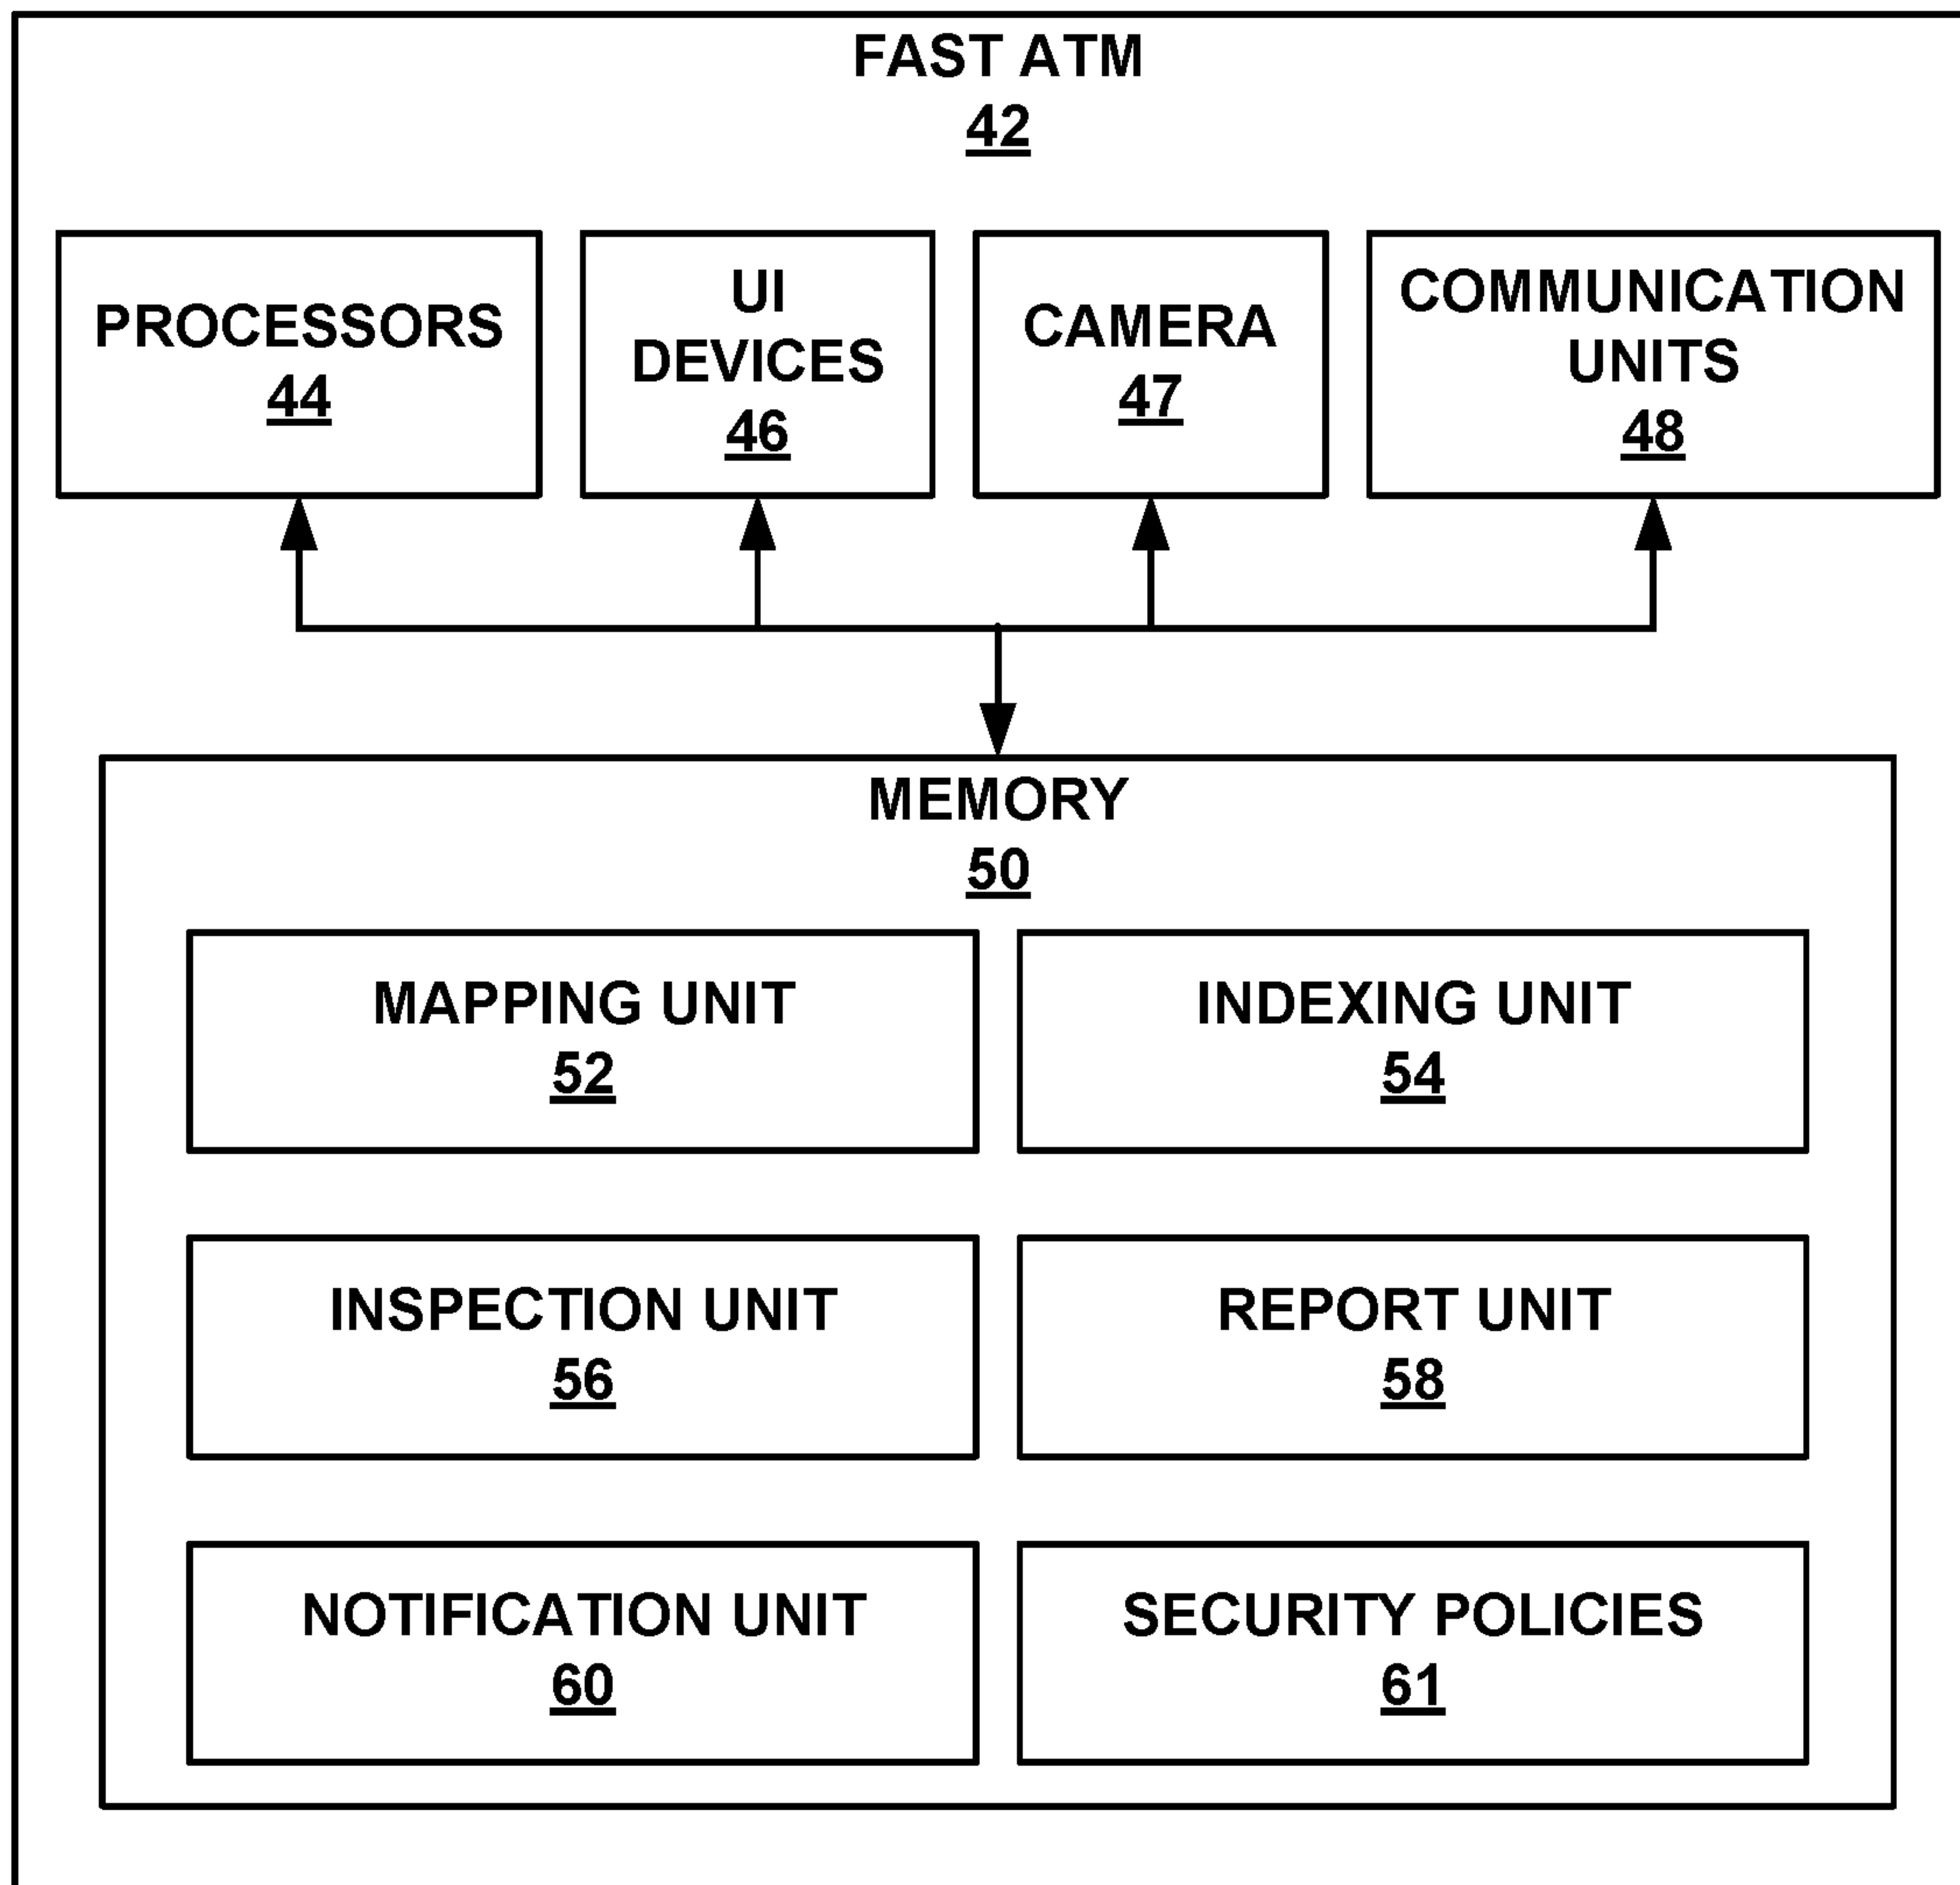 FAST ATM
42
PROCESSORS
44
UI
DEVICES
46
CAMERA
47
COMMUNICATION
UNITS
48
MEMORY
50
MAPPING UNIT
52
INDEXING UNIT
54
INSPECTION UNIT
56
REPORT UNIT
58
NOTIFICATION UNIT
60
SECURITY POLICIES
61